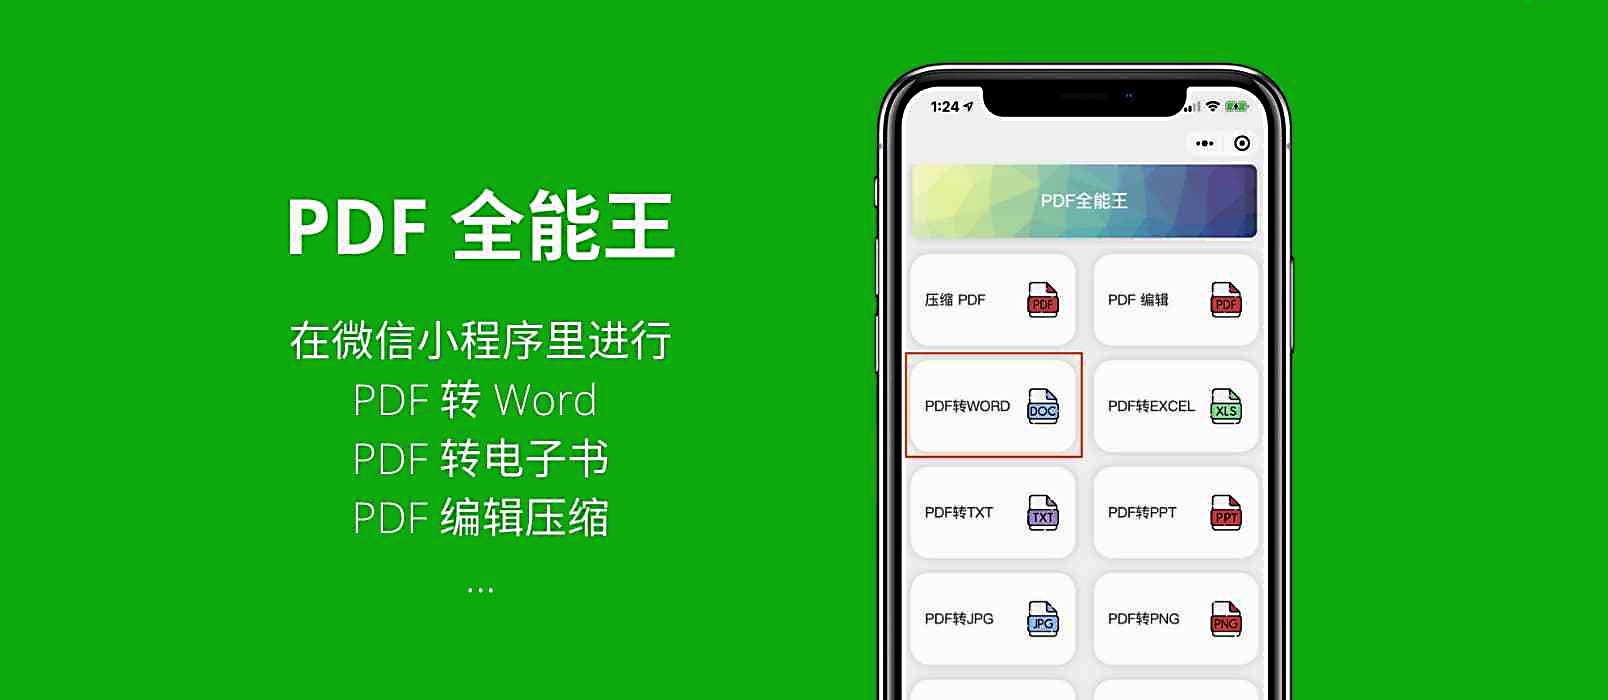 PDF 全能王
在微信小程序里进行
PDF 转 Word
PDF 转电子书
PDF 编辑压缩
...
1:24
PDF全能王
压缩 PDF
PDF
PDF 编辑
PDF
PDF转WORD
DOC
PDF转EXCEL
XLS
PDF转TXT
TXT
PDF转PPT
PPT
PDF转JPG
JPG
PDF转PNG
PNG